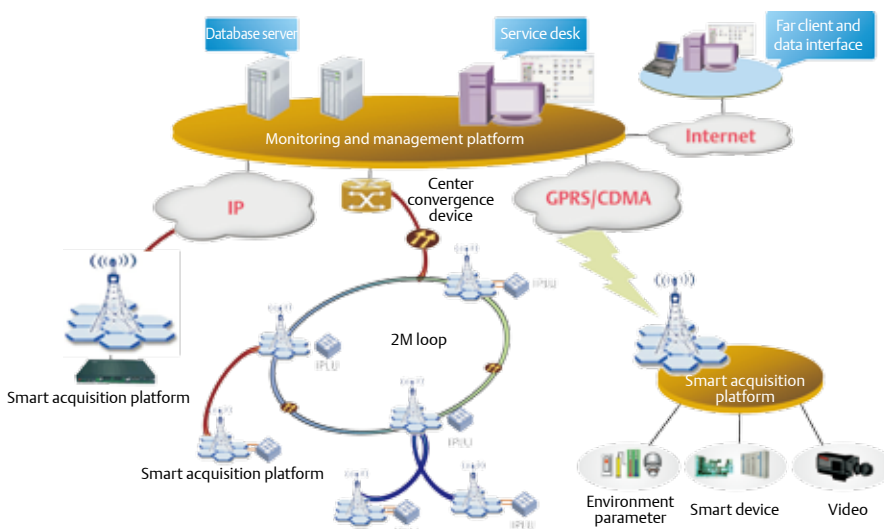 Database server
Service desk
Far client and
data interface
Monitoring and management platform
Internet
IP
Center
convergence
device
GPRS/CDMA
IPLU
2M loop
IPLU
Smart acquisition platform
Smart acquisition
platform
IPLU
Smart acquisition platform
IPLU
IPLU
Environment
parameter
Smart device
Video